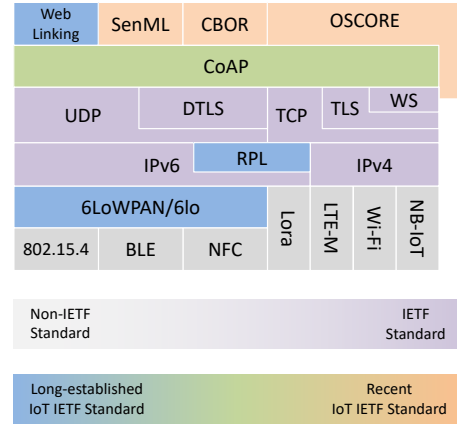 Web
Linking
SenML
CBOR
OSCORE
CoAP
UDP
DTLS
TCP
TLS
WS
IPv6
RPL
IPv4
6LoWPAN/6lo
Lora
LTE-M
Wi-Fi
NB-IoT
802.15.4
BLE
NFC
Non-IETF
Standard
IETF
Standard
Long-established
IoT IETF Standard
Recent
IoT IETF Standard